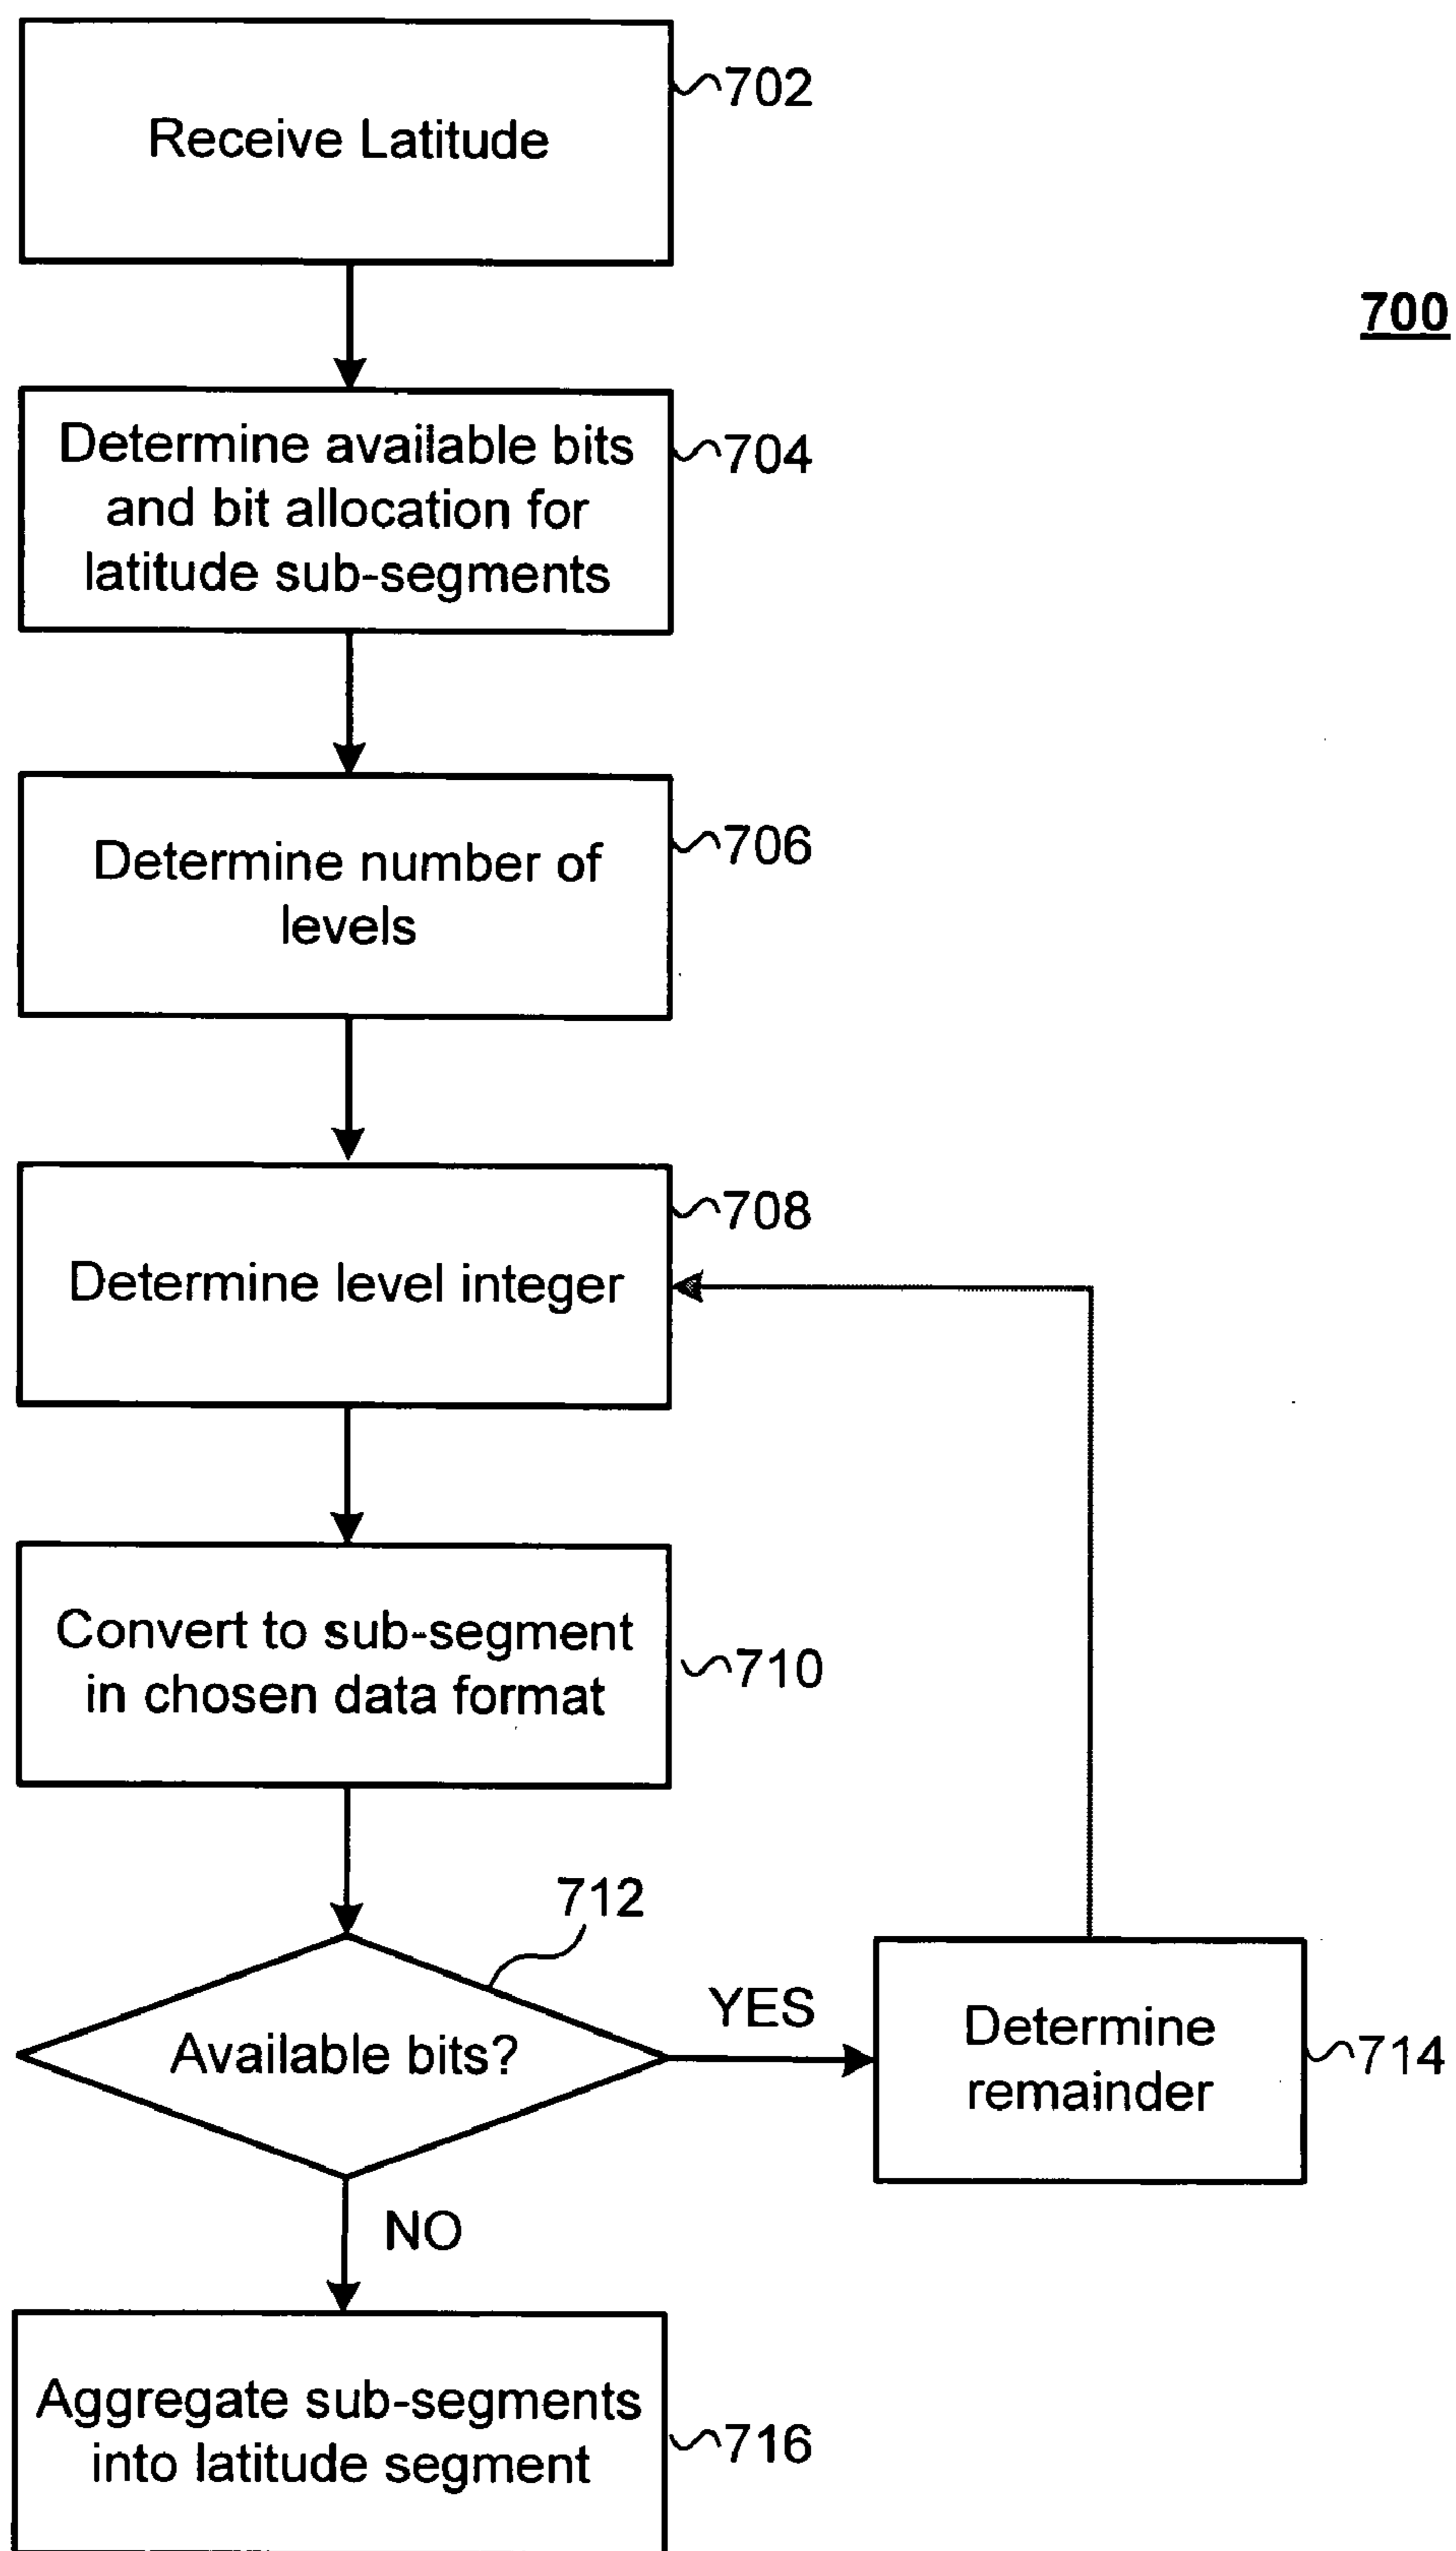 702
Receive Latitude
700
Determine available bits
and bit allocation for
latitude sub-segments
704
Determine number of
levels
706
708
Determine level integer
Convert to sub-segment
in chosen data format
710
712
Available bits?
YES
Determine
remainder
714
NO
Aggregate sub-segments
into latitude segment
716